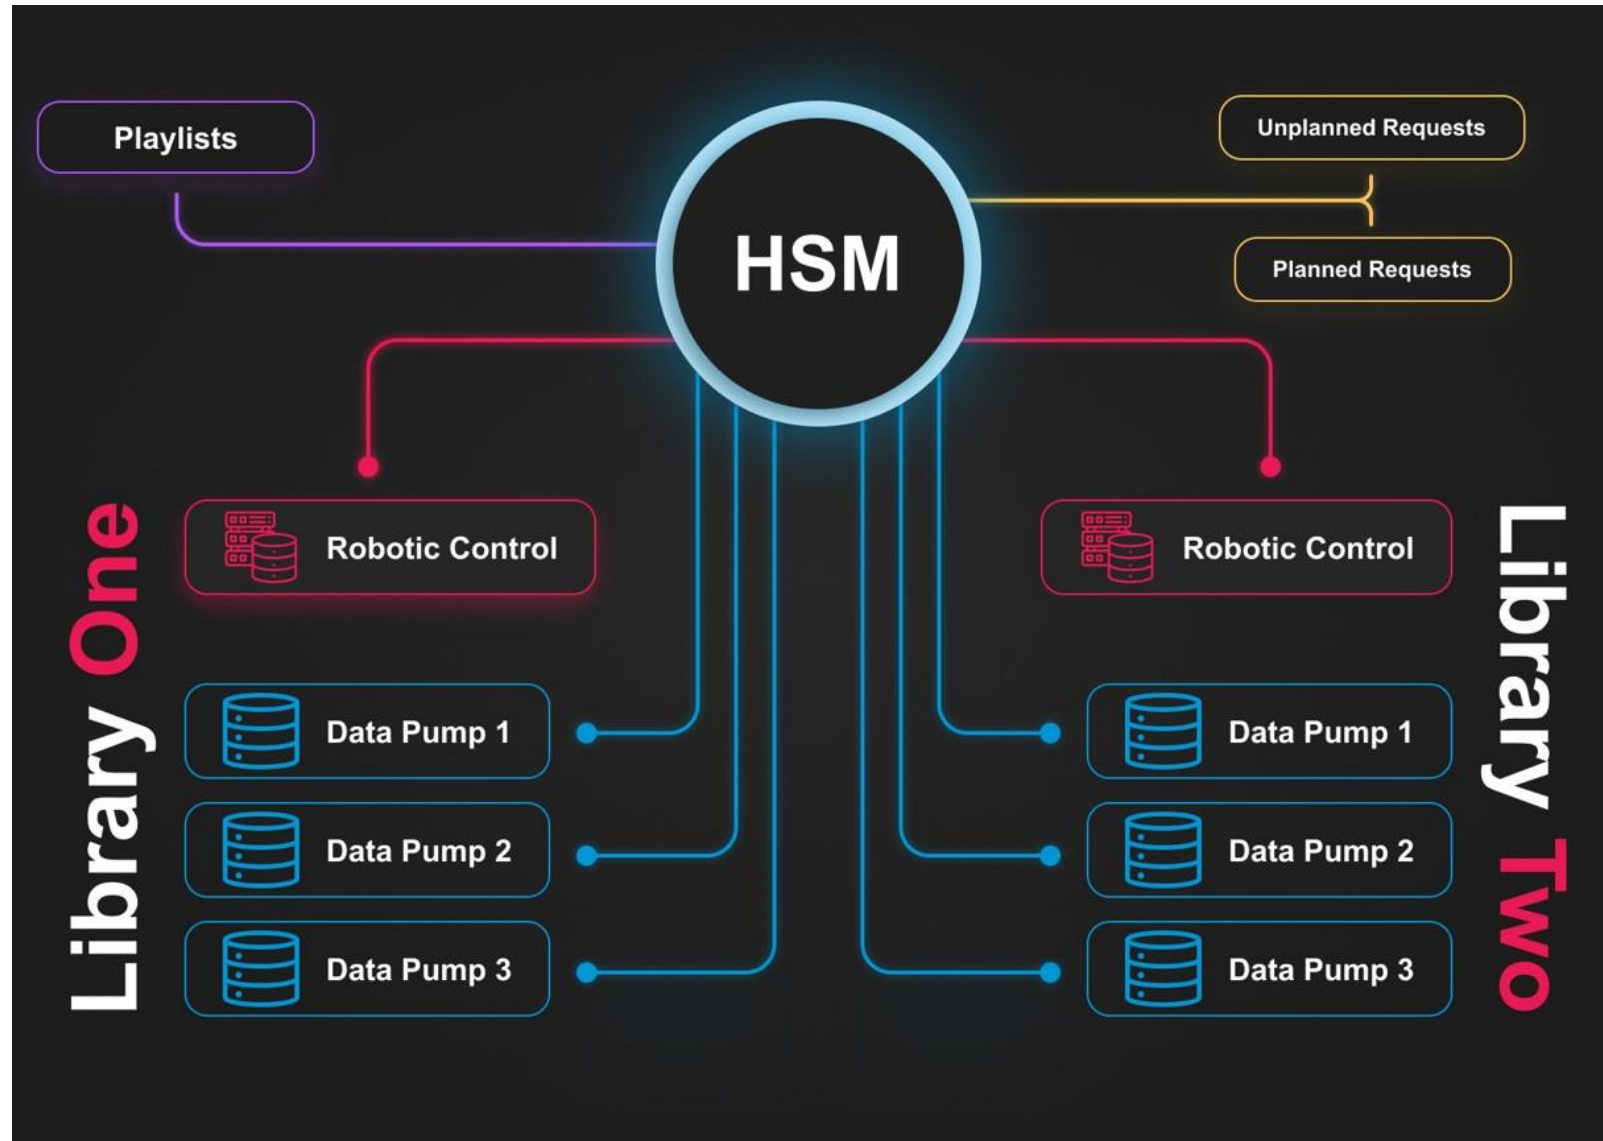 Playlists
HSM
Unplanned Requests
Planned Requests
Library One
Robotic Control
Data Pump 1
Data Pump 2
Data Pump 3
Robotic Control
Data Pump 1
Data Pump 2
Data Pump 3
Library Two